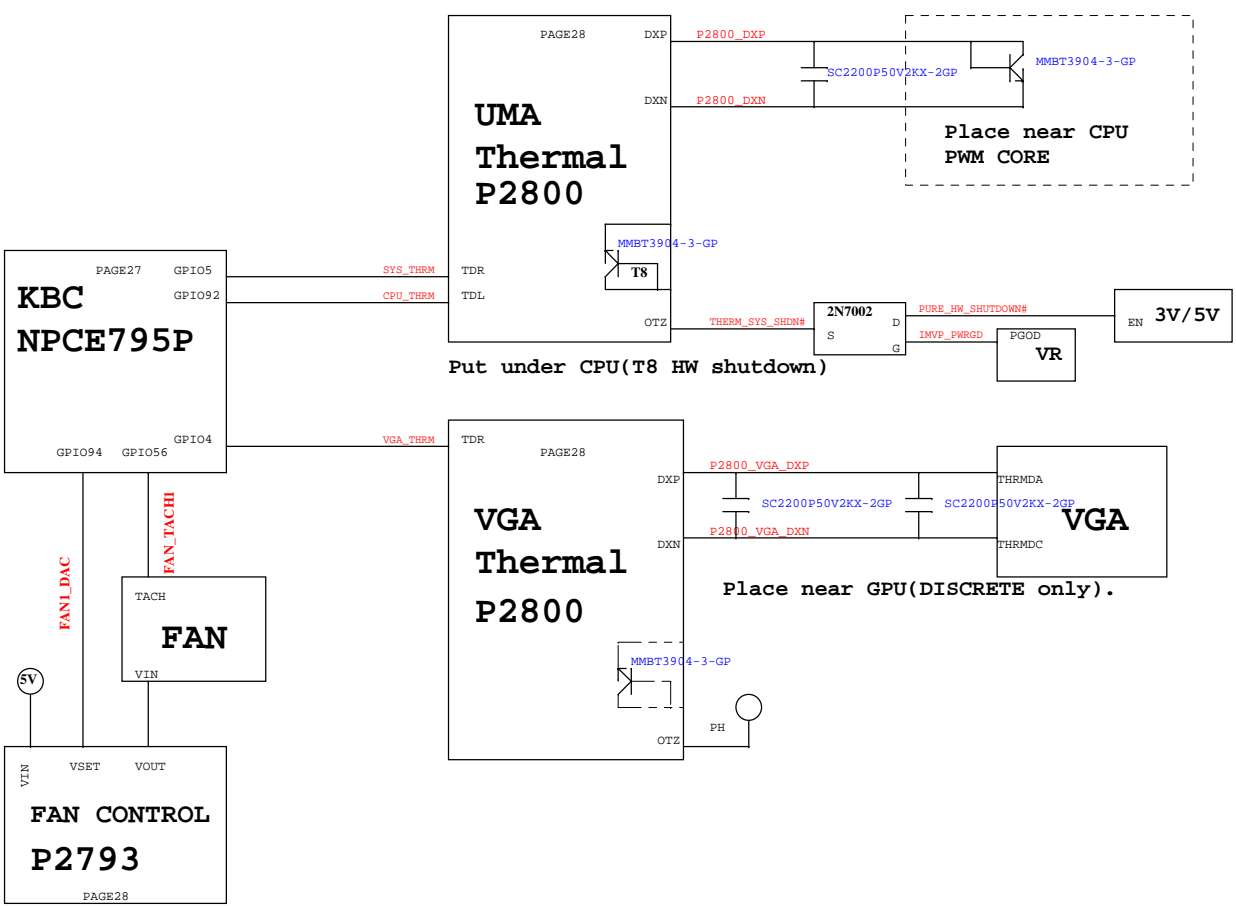 PAGE28
DXP
P2800_DXP
SC2200P50V2KX-2GP
MMBT3904-3-GP
DXN
P2800_DXN
UMA
Thermal
P2800
Place near CPU
PWM CORE
MMBT3904-3-GP
T8
PAGE27
GPIO5
SYS_THRM
TDR
KBC
NPCE795P
GPIO92
CPU_THRM
TDL
OTZ
THERM_SYS_SHDN#
2N7002
S
D
G
PURE_HW_SHUTDOWN#
IMVP_PWRGD
PGOD
VR
EN
3V/5V
Put under CPU(T8 HW shutdown)
GPIO4
VGA_THRM
TDR
GPIO94
GPIO56
PAGE28
DXP
P2800_VGA_DXP
THRMDA
SC2200P50V2KX-2GP
SC2200P50V2KX-2GP
VGA
Thermal
P2800
VGA
P2800_VGA_DXN
DXN
THRMDC
Place near GPU(DISCRETE only).
FAN1_DAC
FAN_TACH1
TACH
FAN
VIN
MMBT3904-3-GP
OTZ
PH
5V
VIN
VSET
VOUT
FAN CONTROL
P2793
PAGE28